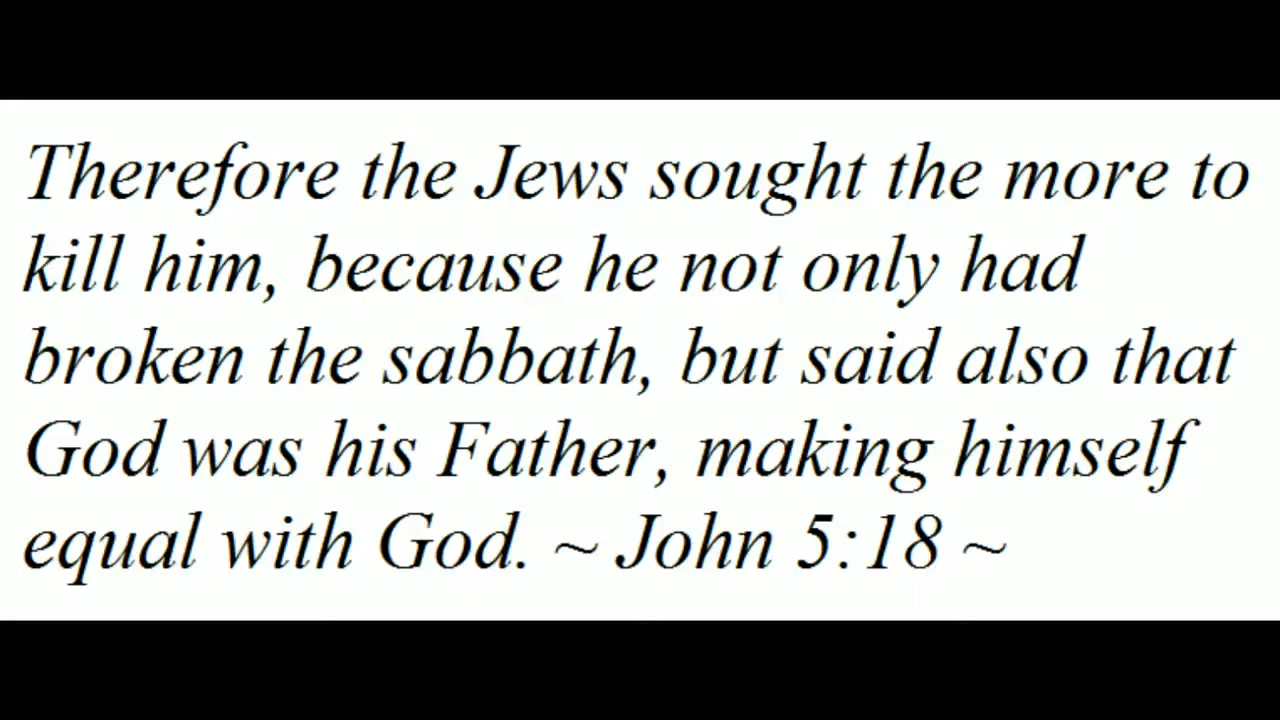 Therefore the Jews sought the more to
kill him, because he not only had
broken the sabbath, but said also that
God was his Father, making himself
equal with God. ~ John 5:18 ~